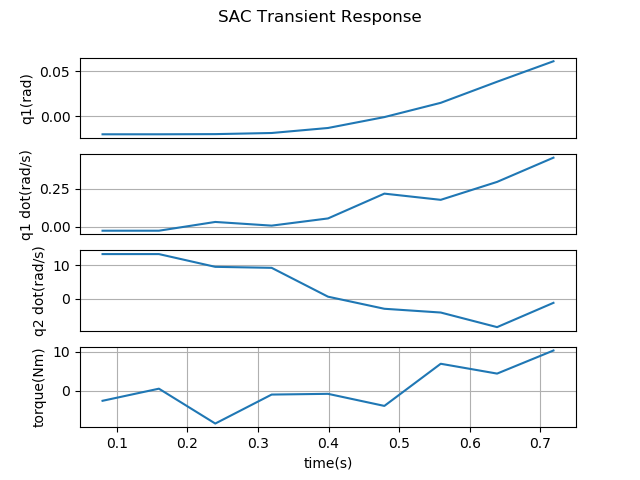 SAC Transient Response
q1(rad)
0.05
0.00
q1 dot(rad/s)
0.25
0.00
q2 dot(rad/s)
10
0
torque(Nm)
10
0
0.1 0.2 0.3 0.4 0.5 0.6 0.7
time(s)